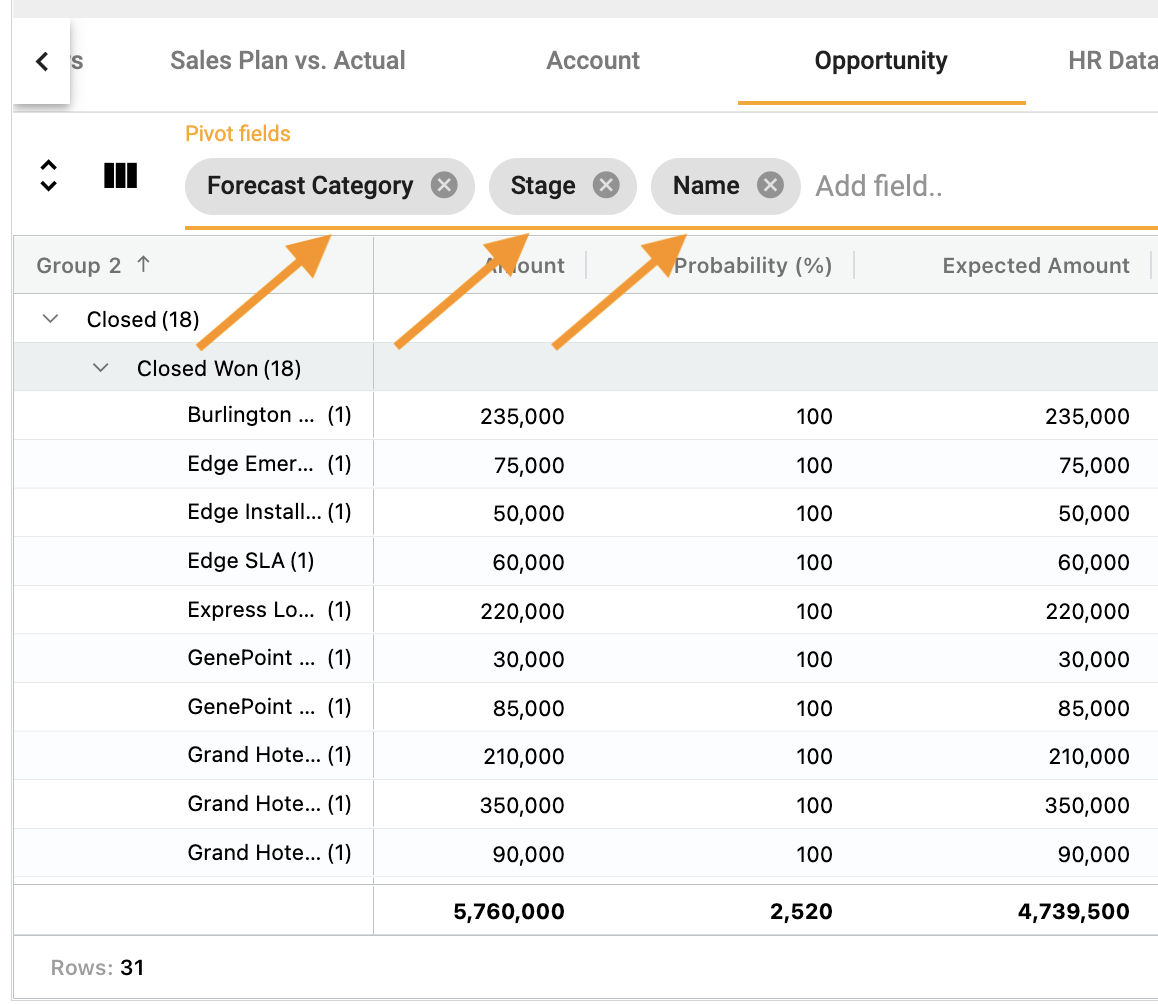 s Sales Plan vs. Actual Account Opportunity HR Data
Pivot fields
Forecast Category Stage Name Add field..
Group 2 Amount Probability (%) Expected Amount
Closed (18)
Closed Won (18)
Burlington ... (1) 235,000 100 235,000
Edge Emer... (1) 75,000 100 75,000
Edge Install... (1) 50,000 100 50,000
Edge SLA (1) 60,000 100 60,000
Express Lo... (1) 220,000 100 220,000
GenePoint ... (1) 30,000 100 30,000
GenePoint ... (1) 85,000 100 85,000
Grand Hote... (1) 210,000 100 210,000
Grand Hote... (1) 350,000 100 350,000
Grand Hote... (1) 90,000 100 90,000
5,760,000 2,520 4,739,500
Rows: 31